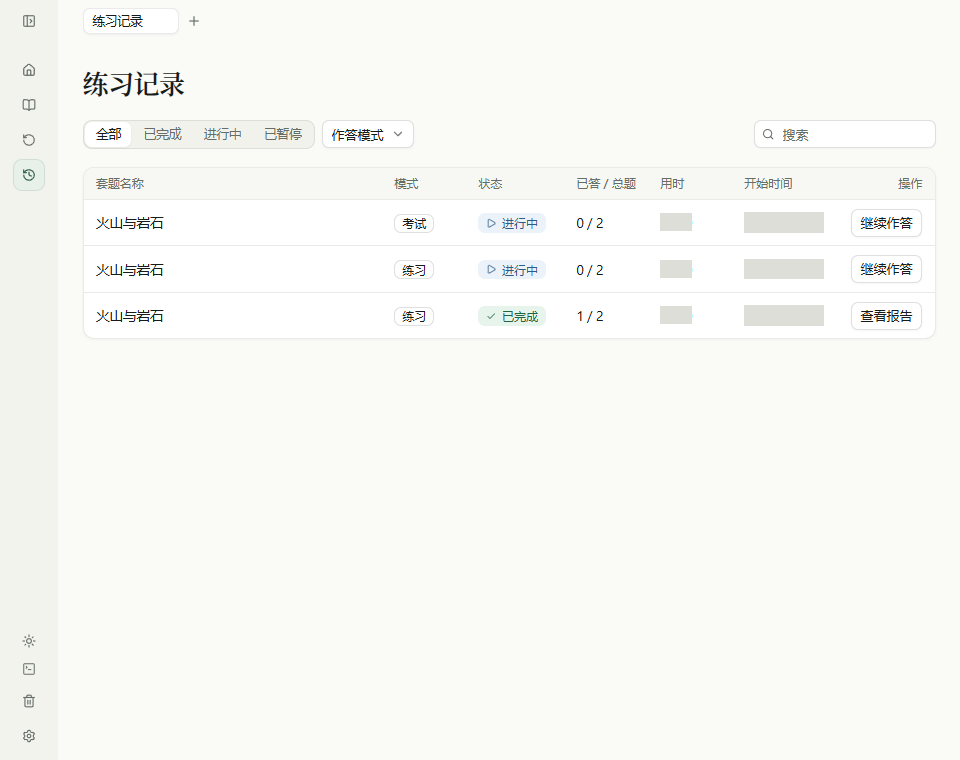 练习记录
练习记录
全部 已完成 进行中 已暂停 作答模式 搜索
套题名称 模式 状态 已答 / 总题 用时 开始时间 操作
火山与岩石 考试 进行中 0 / 2 继续作答
火山与岩石 练习 进行中 0 / 2 继续作答
火山与岩石 练习 已完成 1 / 2 查看报告